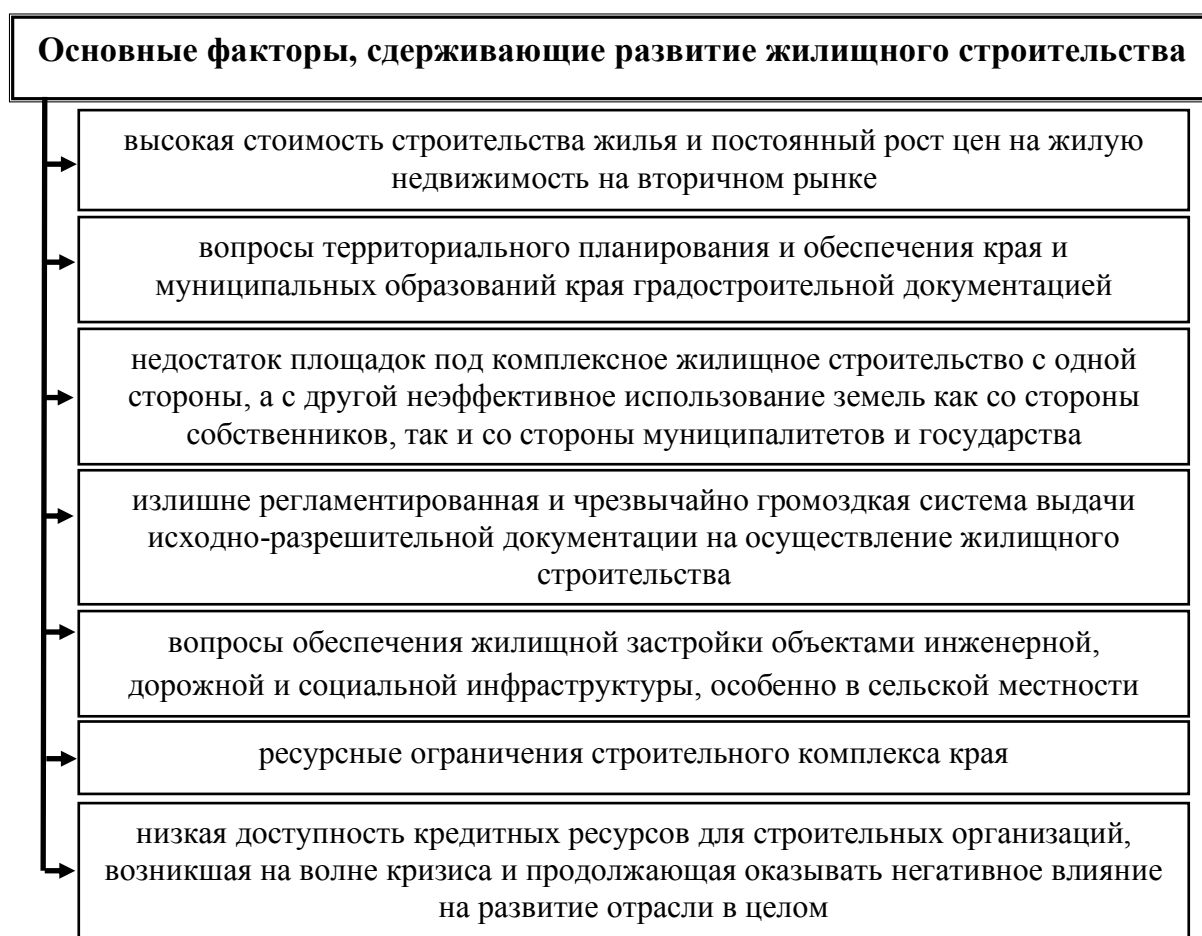 Основные факторы, сдерживающие развитие жилищного строительства
высокая стоимость строительства жилья и постоянный рост цен на жилую
недвижимость на вторичном рынке
вопросы территориального планирования и обеспечения края и
муниципальных образований края градостроительной документацией
недостаток площадок под комплексное жилищное строительство с одной
стороны, а с другой неэффективное использование земель как со стороны
собственников, так и со стороны муниципалитетов и государства
излишне регламентированная и чрезвычайно громоздкая система выдачи
исходно-разрешительной документации на осуществление жилищного
строительства
вопросы обеспечения жилищной застройки объектами инженерной,
дорожной и социальной инфраструктуры, особенно в сельской местности
ресурсные ограничения строительного комплекса края
низкая доступность кредитных ресурсов для строительных организаций,
возникшая на волне кризиса и продолжающая оказывать негативное влияние
на развитие отрасли в целом